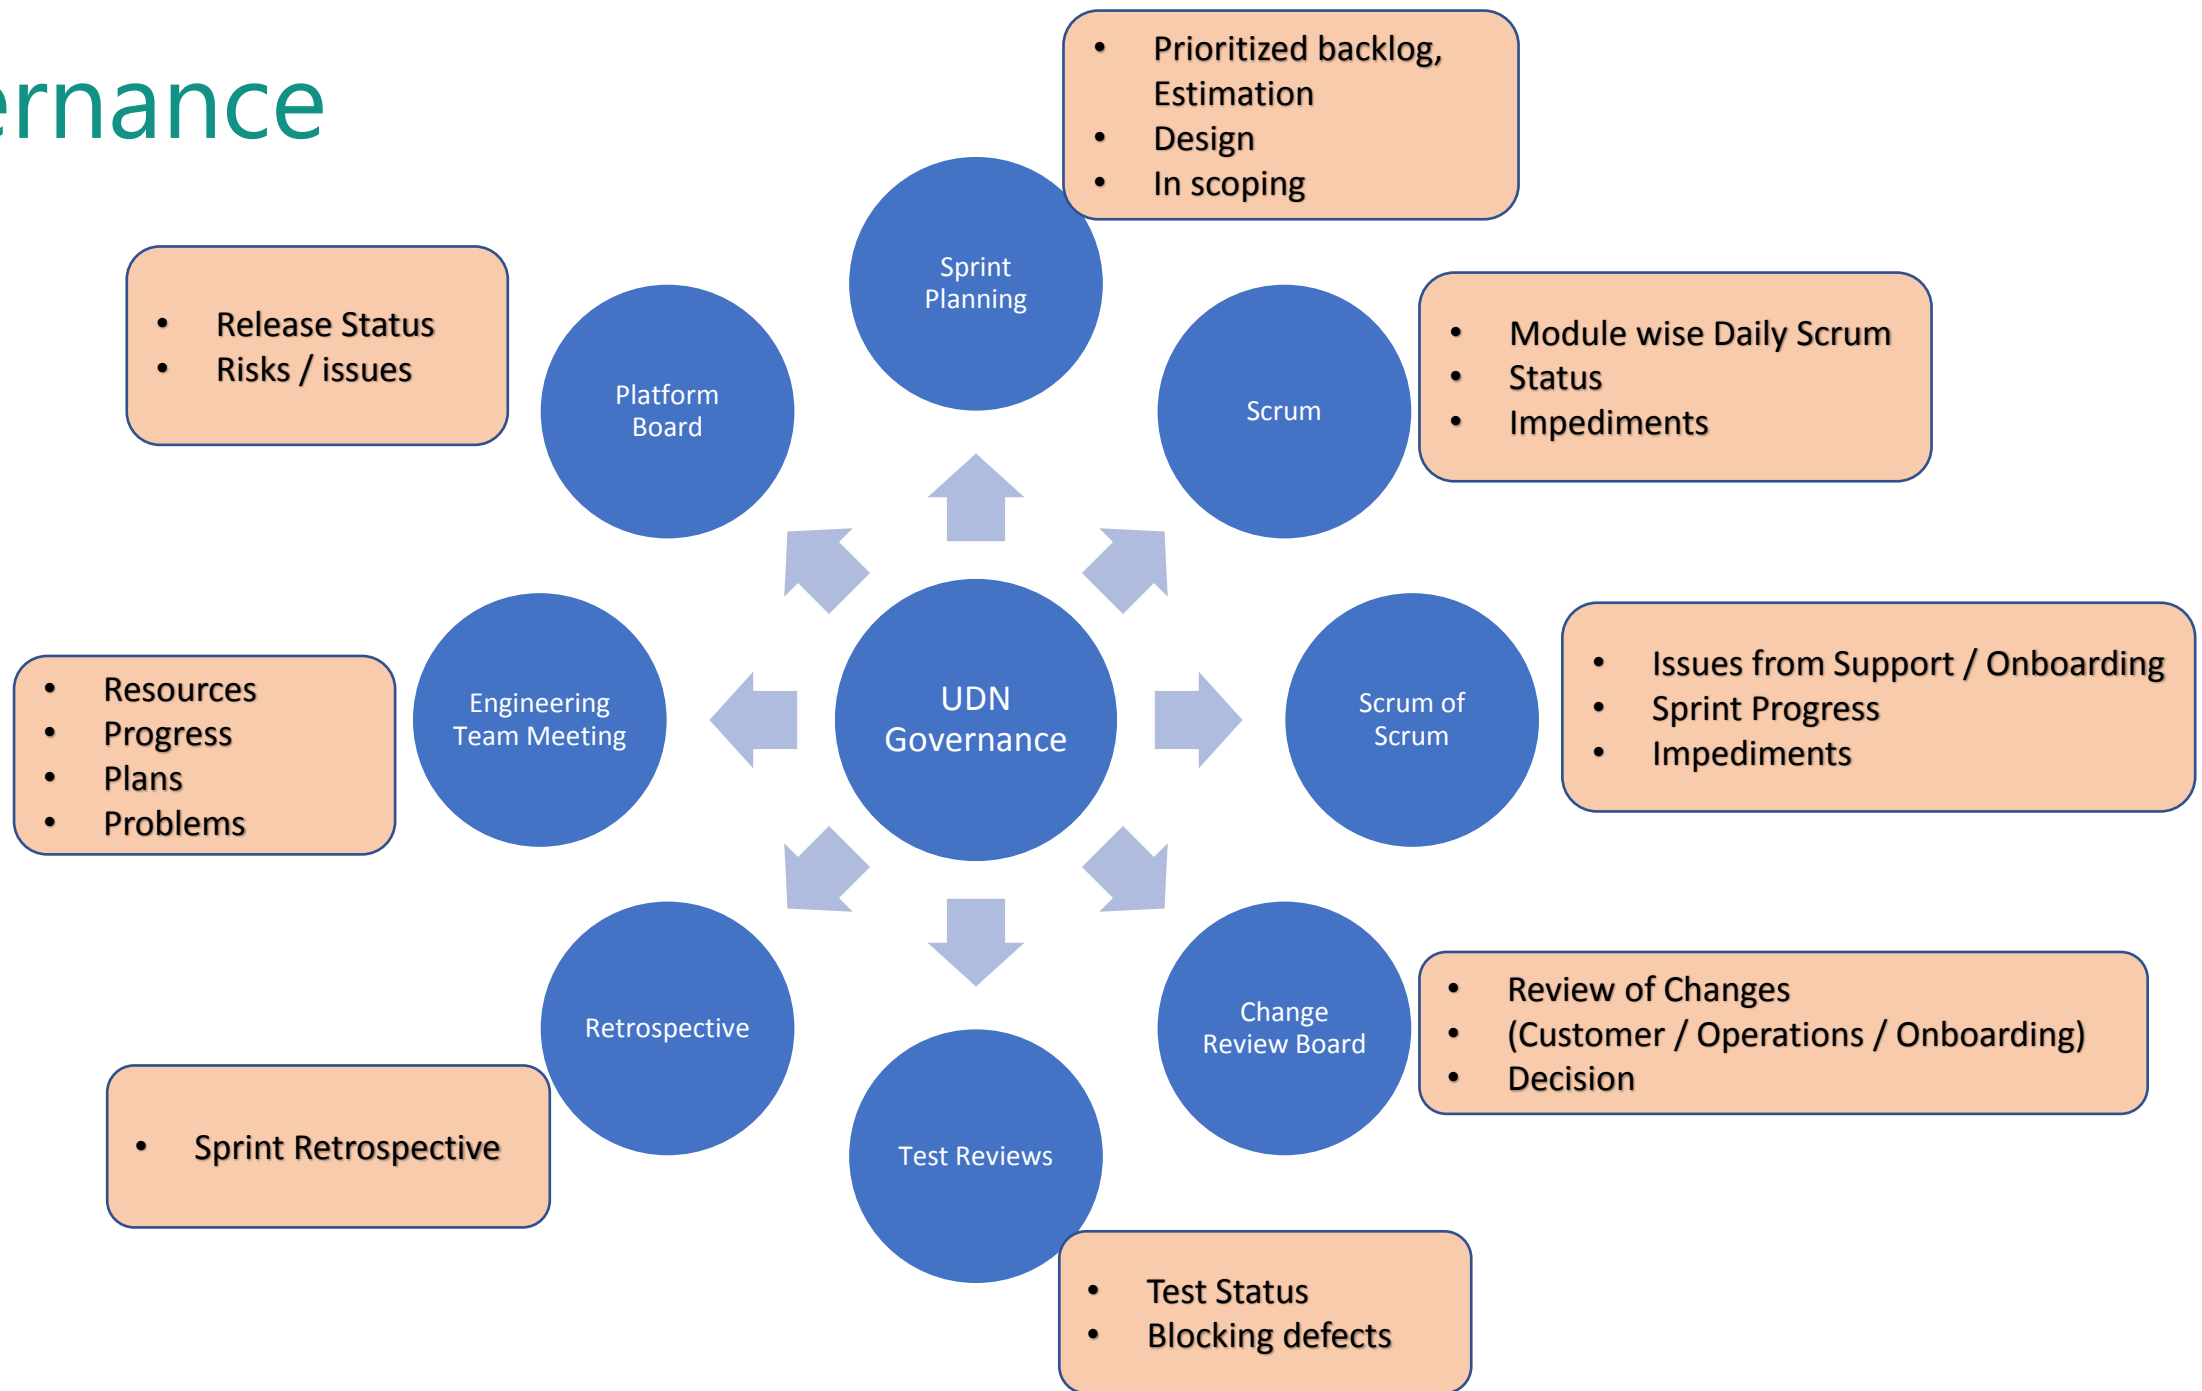 ernance
• Prioritized backlog,
Estimation
• Design
• In scoping
Sprint
Planning
• Release Status
• Risks / issues
Platform
Board
Scrum
• Module wise Daily Scrum
• Status
• Impediments
• Resources
• Progress
• Plans
• Problems
Engineering
Team Meeting
UDN
Governance
Scrum of
Scrum
• Issues from Support / Onboarding
• Sprint Progress
• Impediments
Retrospective
• Sprint Retrospective
Change
Review Board
• Review of Changes
• (Customer / Operations / Onboarding)
• Decision
Test Reviews
• Test Status
• Blocking defects